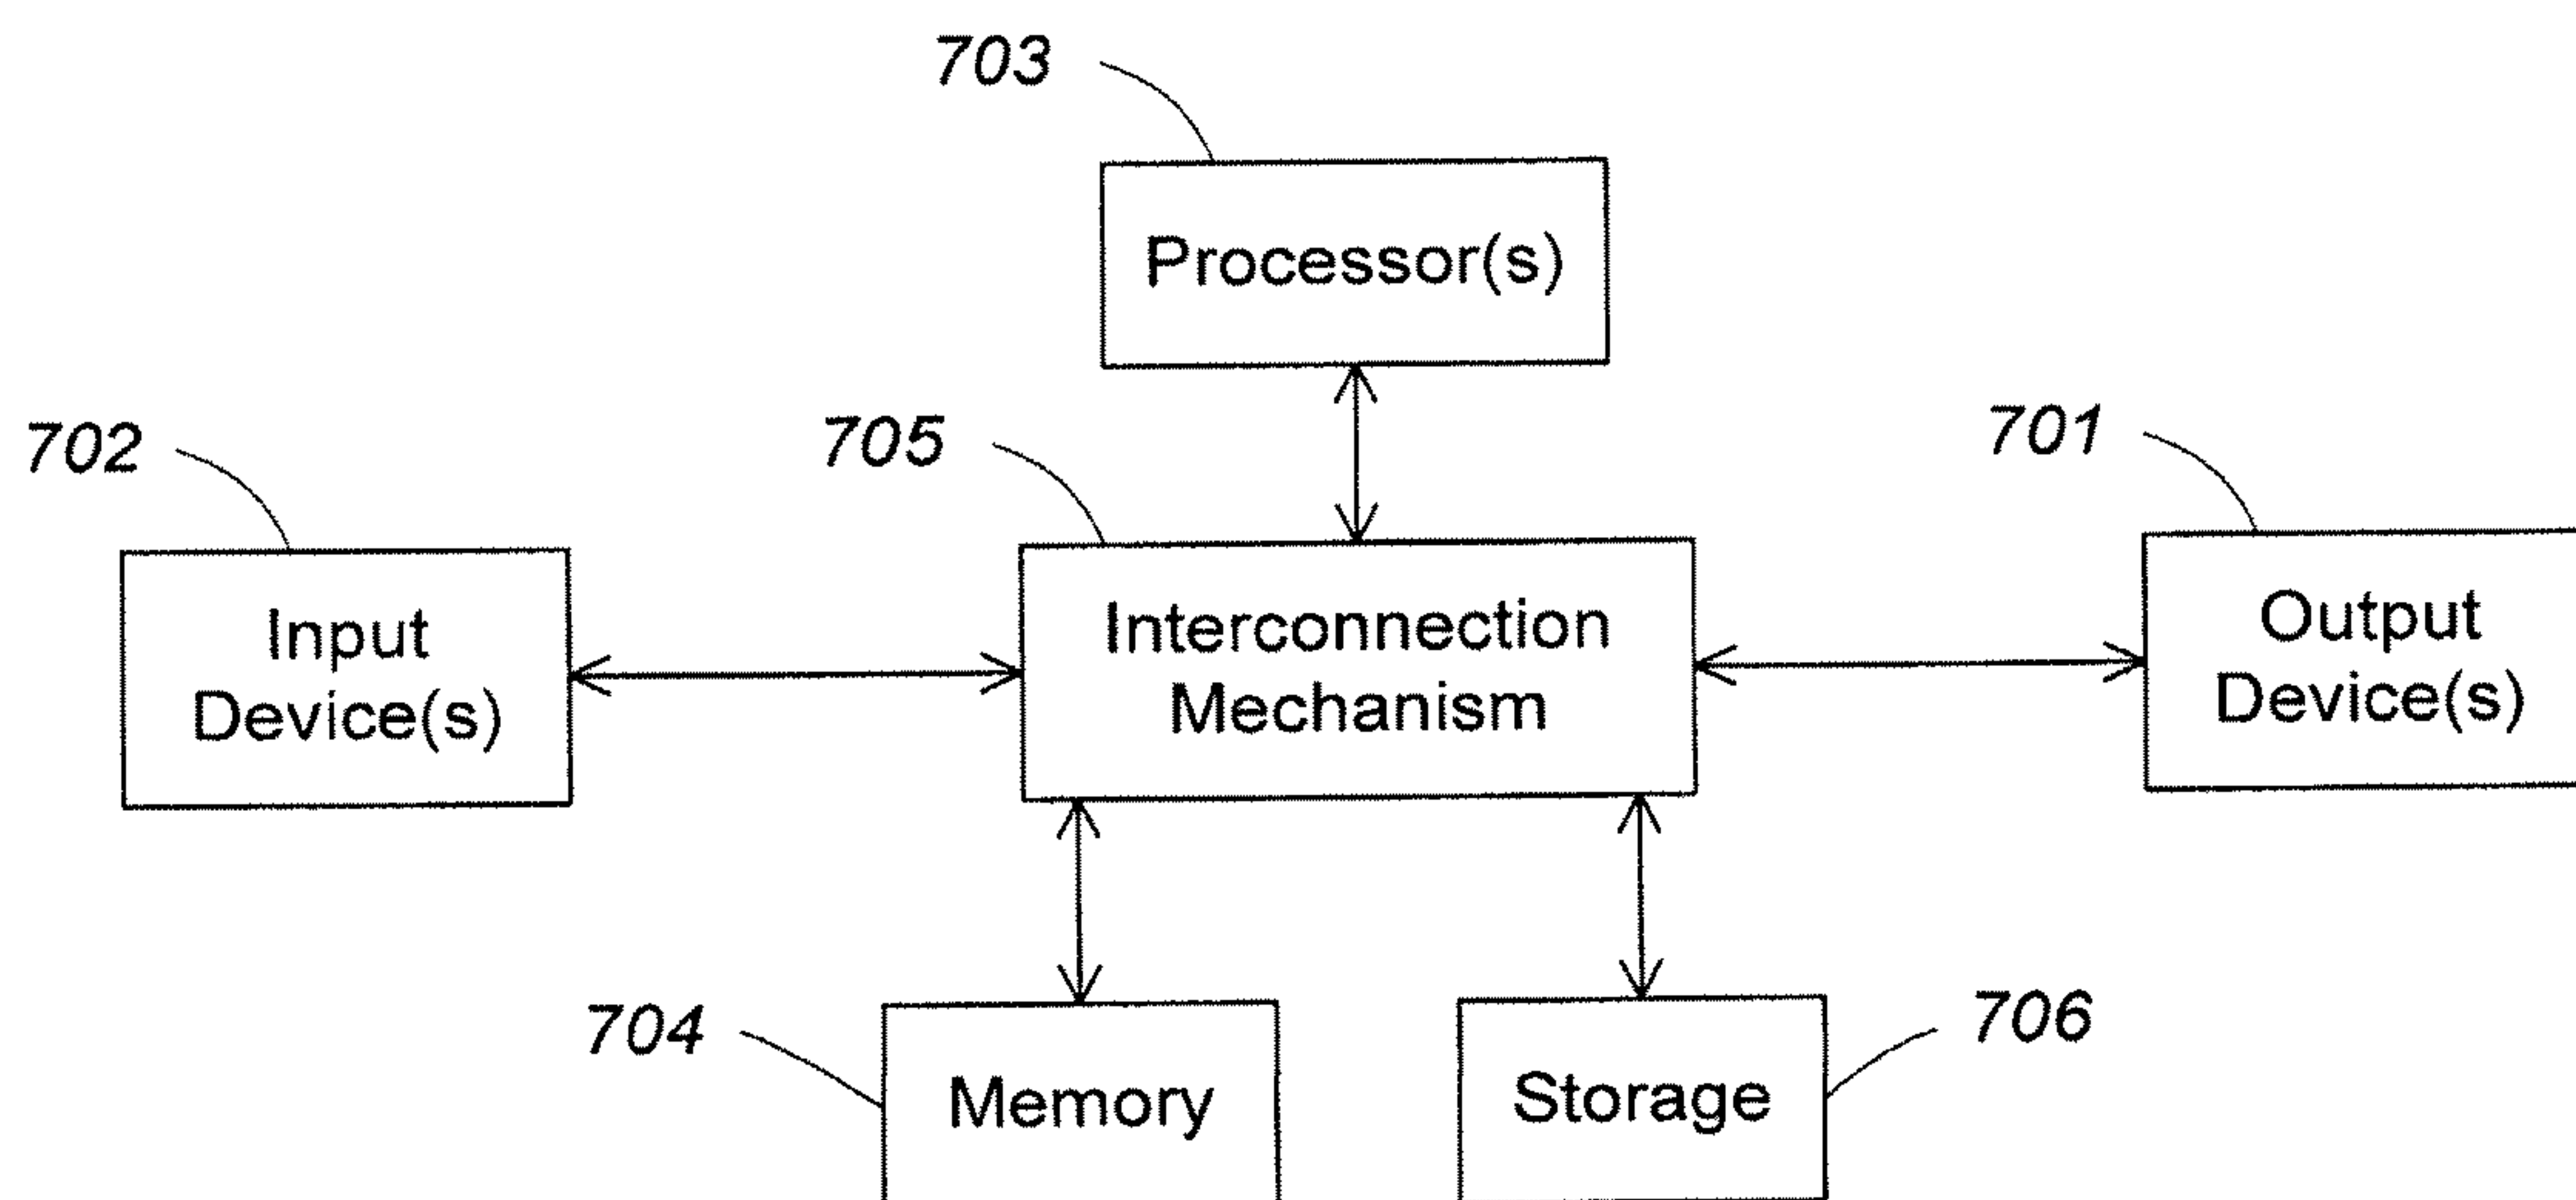 703
Processor(s)
702
705
701
Input
Device(s)
Interconnection
Mechanism
Output
Device(s)
704
Memory
Storage
706